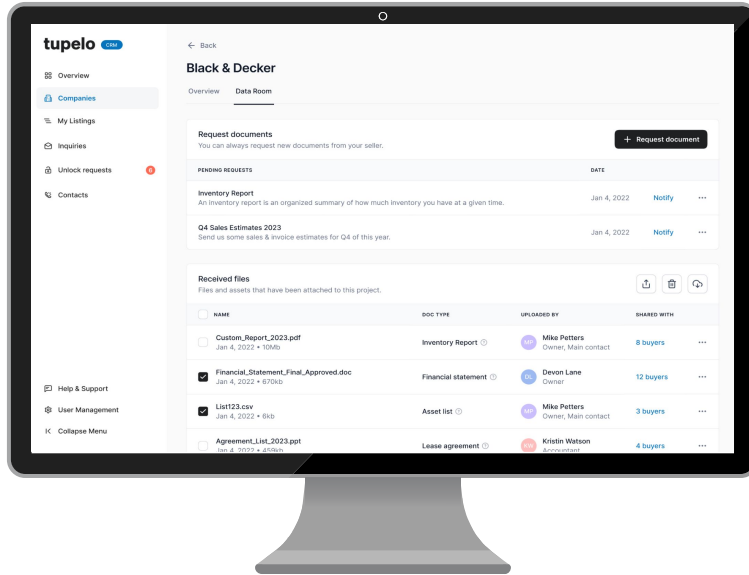 tupelo CRM
Overview
Companies
My Listings
Inquiries
Unlock requests 6
Contacts
Help & Support
User Management
Collapse Menu
← Back
Black & Decker
Overview Data Room
Request documents
You can always request new documents from your seller.
+ Request document
PENDING REQUESTS DATE
Inventory Report
An inventory report is an organized summary of how much inventory you have at a given time.
Jan 4, 2022 Notify ...
Q4 Sales Estimates 2023
Send us some sales & invoice estimates for Q4 of this year.
Jan 4, 2022 Notify ...
Received files
Files and assets that have been attached to this project.
NAME DOC TYPE UPLOADED BY SHARED WITH
Custom_Report_2023.pdf
Jan 4, 2022 • 10Mb
Inventory Report
MP Mike Petters
Owner, Main contact
8 buyers ...
Financial_Statement_Final_Approved.doc
Jan 4, 2022 • 670kb
Financial statement
DL Devon Lane
Owner
12 buyers ...
List123.csv
Jan 4, 2022 • 6kb
Asset list
MP Mike Petters
Owner, Main contact
3 buyers ...
Agreement_List_2023.ppt
Jan 4, 2022 • 459kb
Lease agreement
KW Kristin Watson
Accountant
4 buyers ...